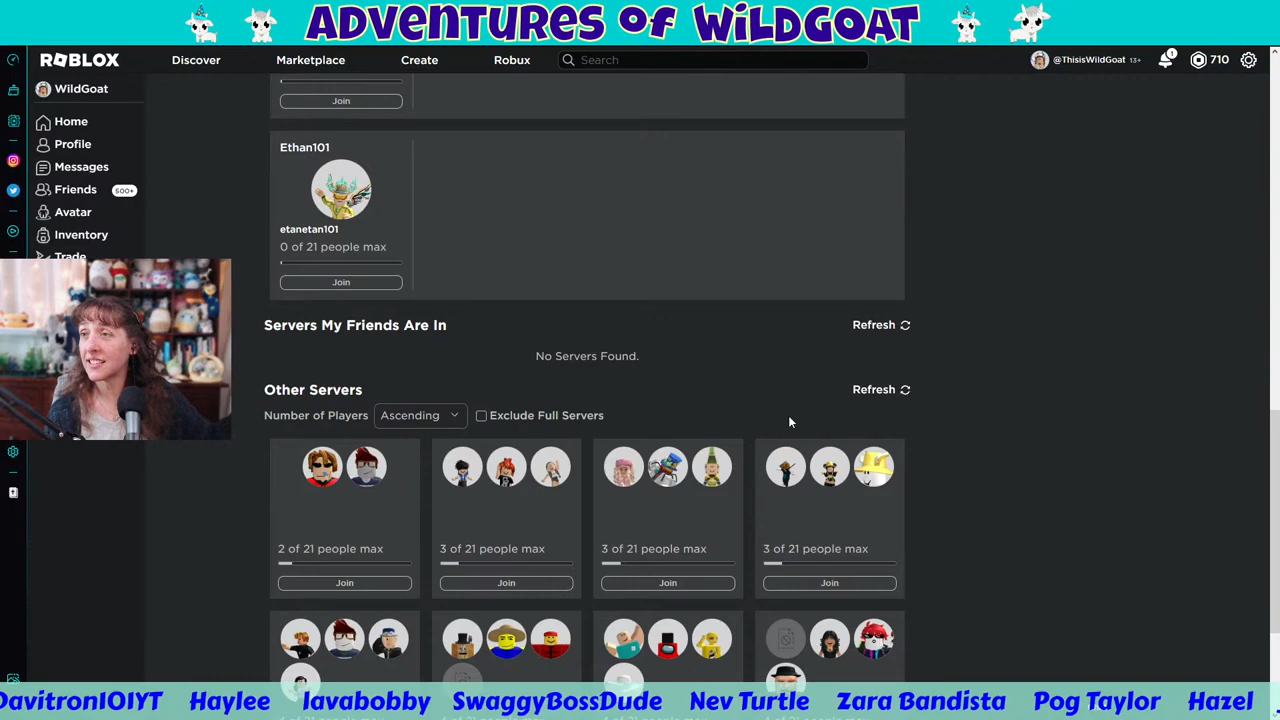 ADVENTURES OF WILDGOAT
ROBLOX Discover Marketplace Create Robux Search @ThisisWildGoat 13+ 1 710
WildGoat
Home
Profile
Messages
Friends 500+
Avatar
Inventory
Trade
Join
Ethan101
etanetan101
0 of 21 people max
Join
Servers My Friends Are In Refresh
No Servers Found.
Other Servers Refresh
Number of Players Ascending Exclude Full Servers
2 of 21 people max 3 of 21 people max 3 of 21 people max 3 of 21 people max
Join Join Join Join
Davitron101YT Haylee lavabobby SwaggyBossDude Nev Turtle Zara Bandista Pog Taylor Hazel